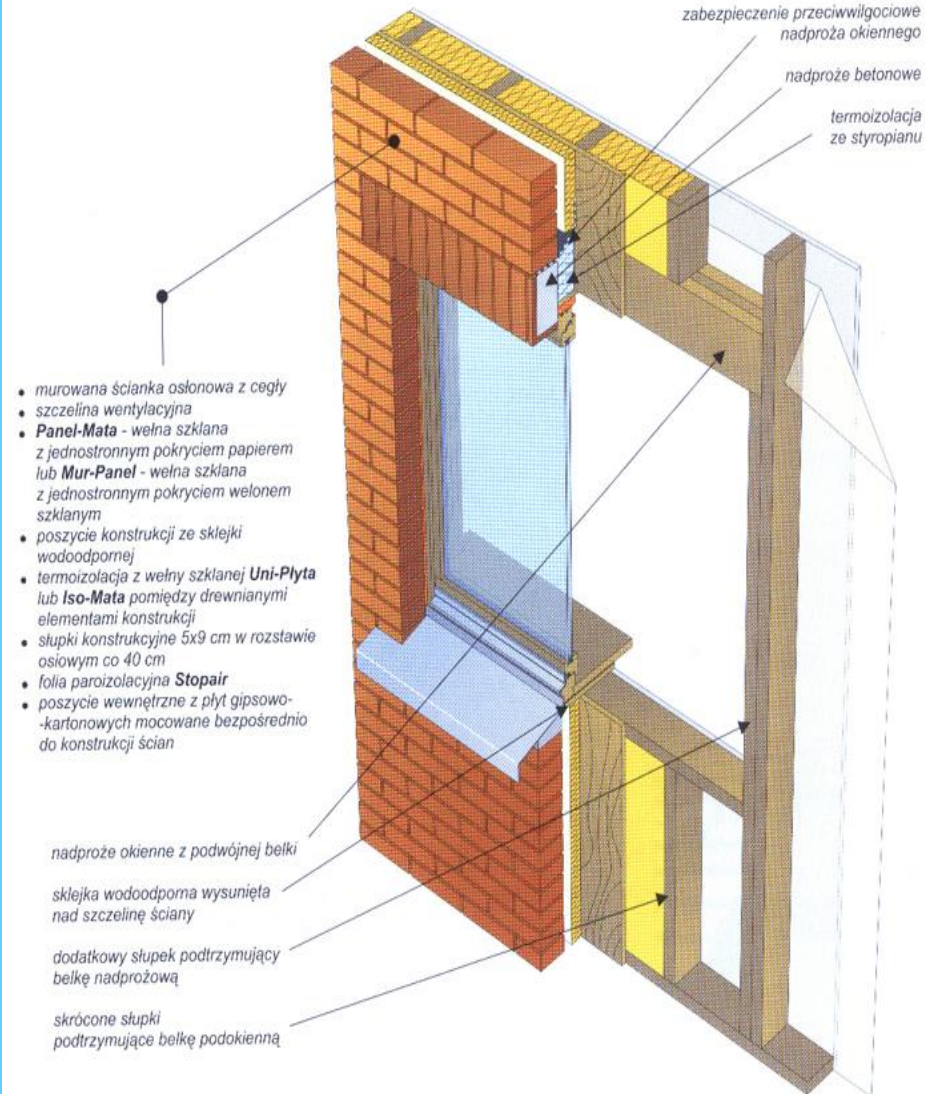 zabezpieczenie przeciwwilgociowe
nadproża okiennego
nadproże betonowe
termoizolacja
ze styropianu
• murowana ścianka osłonowa z cegły
• szczelina wentylacyjna
• Panel-Mata - wełna szklana
z jednostronnym pokryciem papierem
lub Mur-Panel - wełna szklana
z jednostronnym pokryciem welonem
szklanym
• poszycie konstrukcji ze sklejki
wodoodpornej
• termoizolacja z wełny szklanej Uni-Płyta
lub Iso-Mata pomiędzy drewnianymi
elementami konstrukcji
• słupki konstrukcyjne 5x9 cm w rozstawie
osiowym co 40 cm
• folia paroizolacyjna Stopair
• poszycie wewnętrzne z płyt gipsowo-
-kartonowych mocowane bezpośrednio
do konstrukcji ścian
nadproże okienne z podwójnej belki
sklejka wodoodporna wysunięta
nad szczelinę ściany
dodatkowy słupek podtrzymujący
belkę nadprożową
skrócone słupki
podtrzymujące belkę podokienną